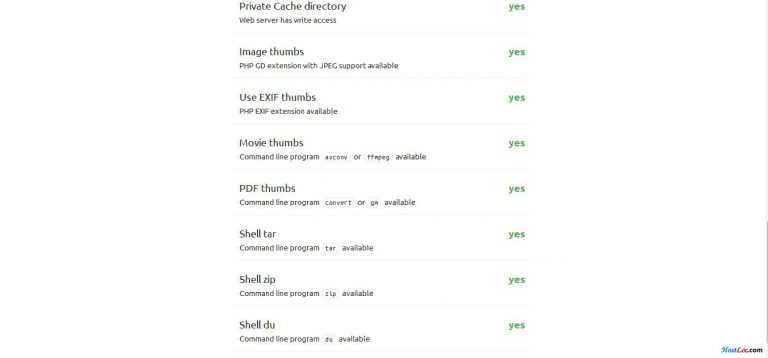 Private Cache directory
yes
Web server has write access
Image thumbs
yes
PHP GD extension with JPEG support available
Use EXIF thumbs
yes
PHP EXIF extension available
Movie thumbs
yes
Command line program avconv or ffmpeg available
PDF thumbs
yes
Command line program convert or gm available
Shell tar
yes
Command line program tar available
Shell zip
yes
Command line program zip available
Shell du
yes
Command line program du available
HostLoc.com